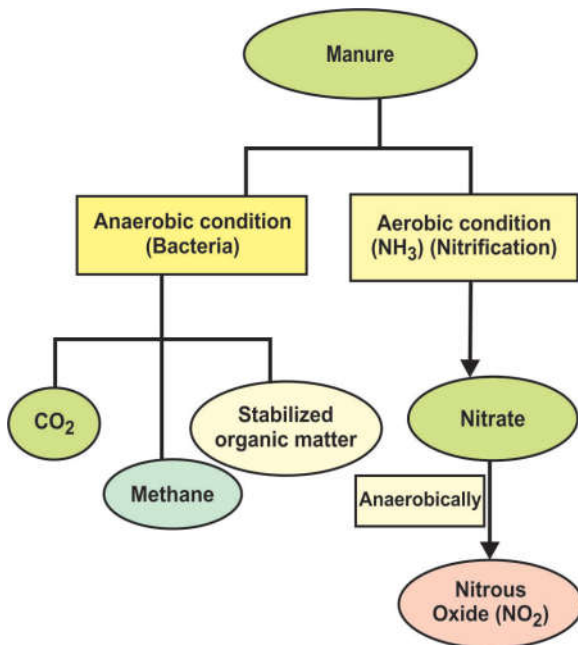 Manure
Anaerobic condition
(Bacteria)
Aerobic condition
(NH₃) (Nitrification)
CO₂
Methane
Stabilized
organic matter
Nitrate
Anaerobically
Nitrous
Oxide (NO₂)